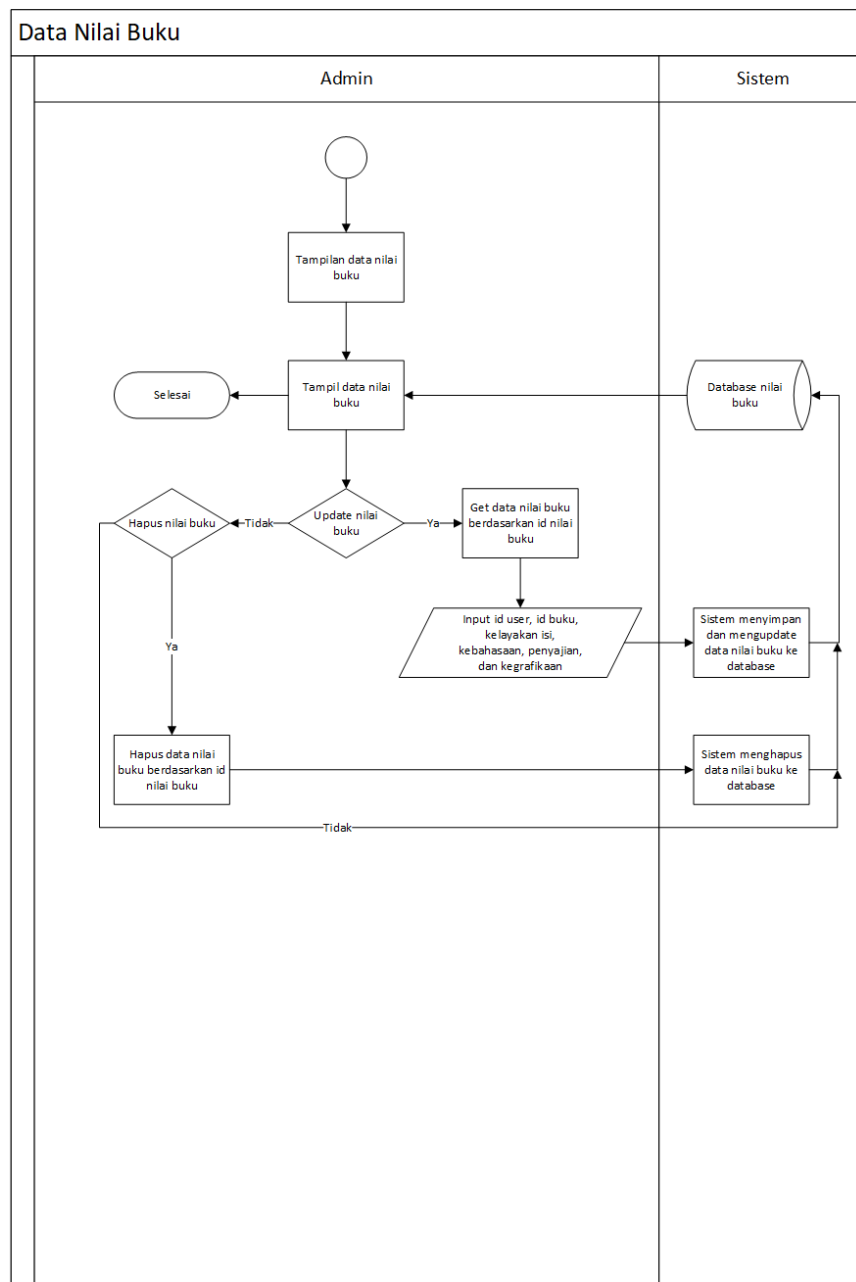 Data Nilai Buku
Admin
Sistem
Tampilan data nilai
buku
Selesai
Tampil data nilai
buku
Database nilai
buku
Hapus nilai buku
Tidak
Update nilai
buku
Ya
Get data nilai buku
berdasarkan id nilai
buku
Input id user, id buku,
kelayakan isi,
kebahasaan, penyajian,
dan kegrafikaan
Sistem menyimpan
dan mengupdate
data nilai buku ke
database
Ya
Hapus data nilai
buku berdasarkan id
nilai buku
Sistem menghapus
data nilai buku ke
database
Tidak